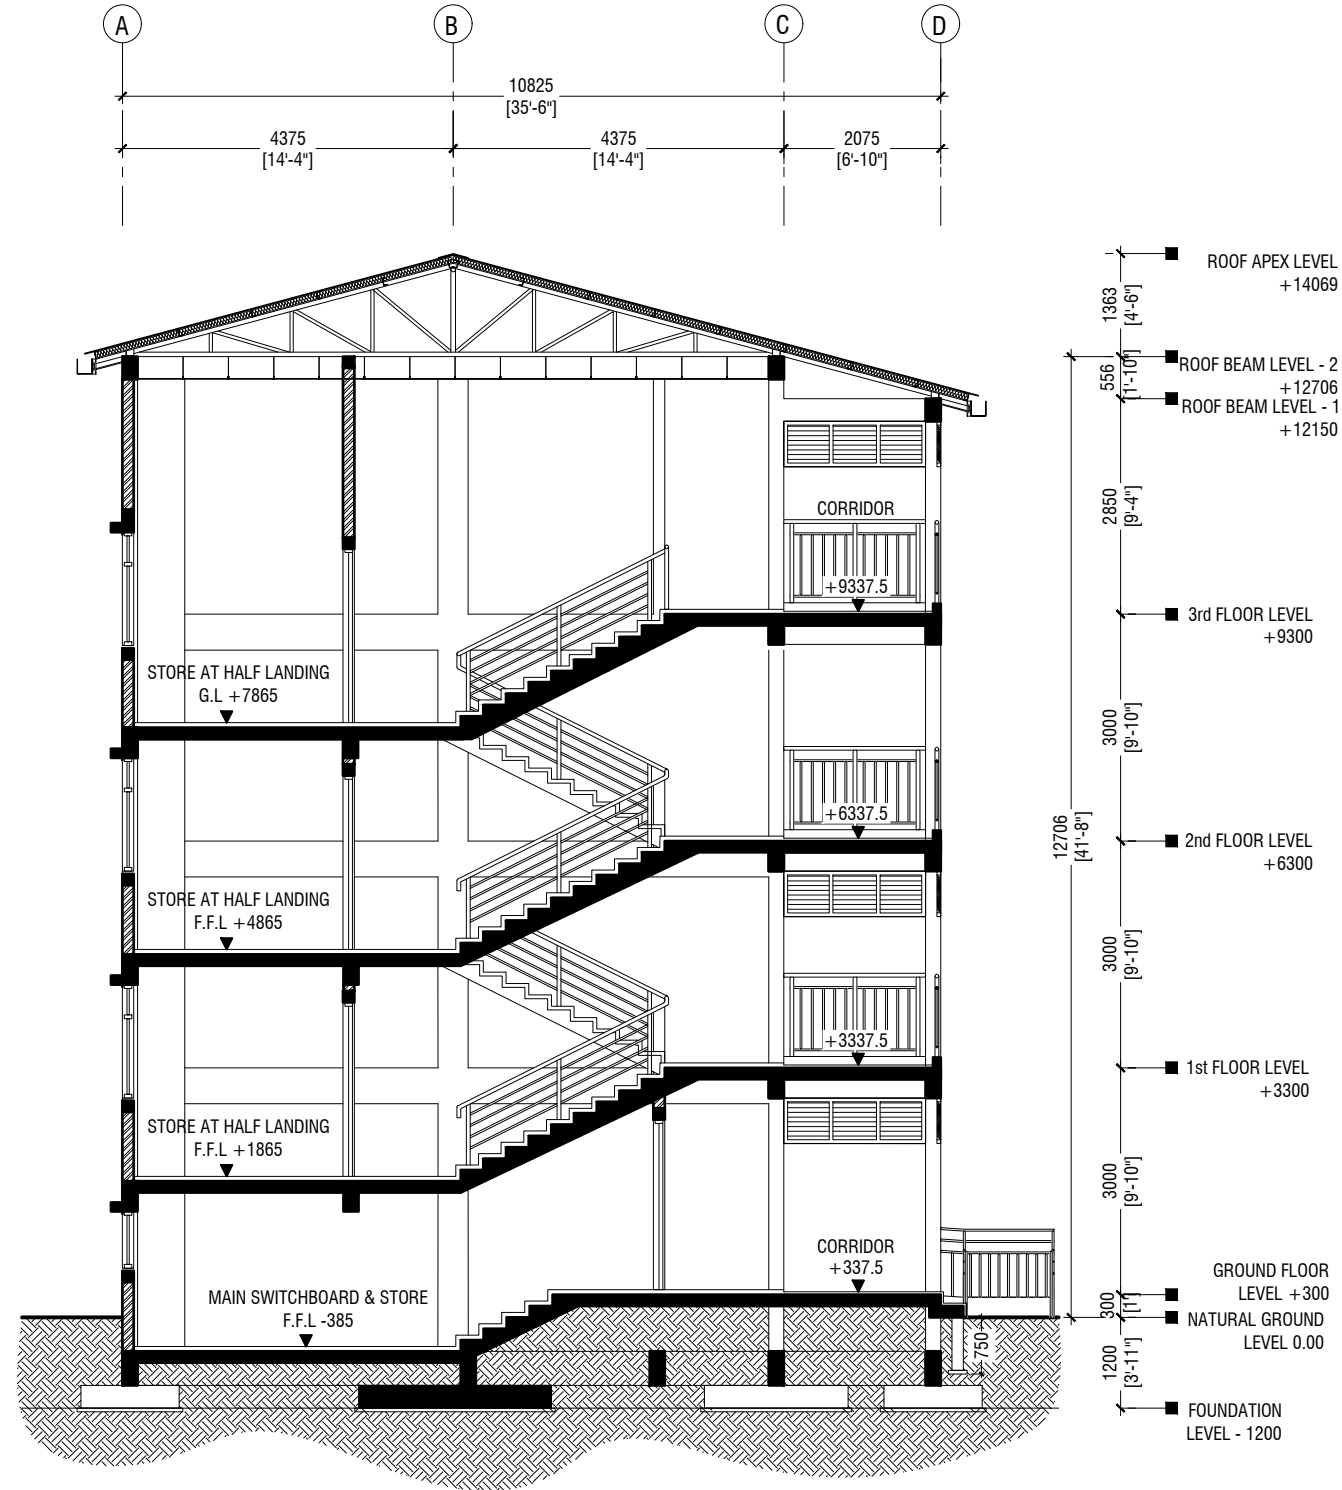 A
B
C
D
10825
[35'-6"]
4375
[14'-4"]
4375
[14'-4"]
2075
[6'-10"]
ROOF APEX LEVEL
+14069
1363
[4'-6"]
ROOF BEAM LEVEL - 2
+12706
556
[1'-10"]
ROOF BEAM LEVEL - 1
+12150
2850
[9'-4"]
CORRIDOR
+9337.5
3rd FLOOR LEVEL
+9300
STORE AT HALF LANDING
G.L +7865
3000
[9'-10"]
+6337.5
12706
[41'-8"]
2nd FLOOR LEVEL
+6300
STORE AT HALF LANDING
F.F.L +4865
3000
[9'-10"]
+3337.5
1st FLOOR LEVEL
+3300
STORE AT HALF LANDING
F.F.L +1865
3000
[9'-10"]
CORRIDOR
+337.5
MAIN SWITCHBOARD & STORE
F.F.L -385
GROUND FLOOR
LEVEL +300
300
[1']
NATURAL GROUND
LEVEL 0.00
750
1200
[3'-11"]
FOUNDATION
LEVEL - 1200